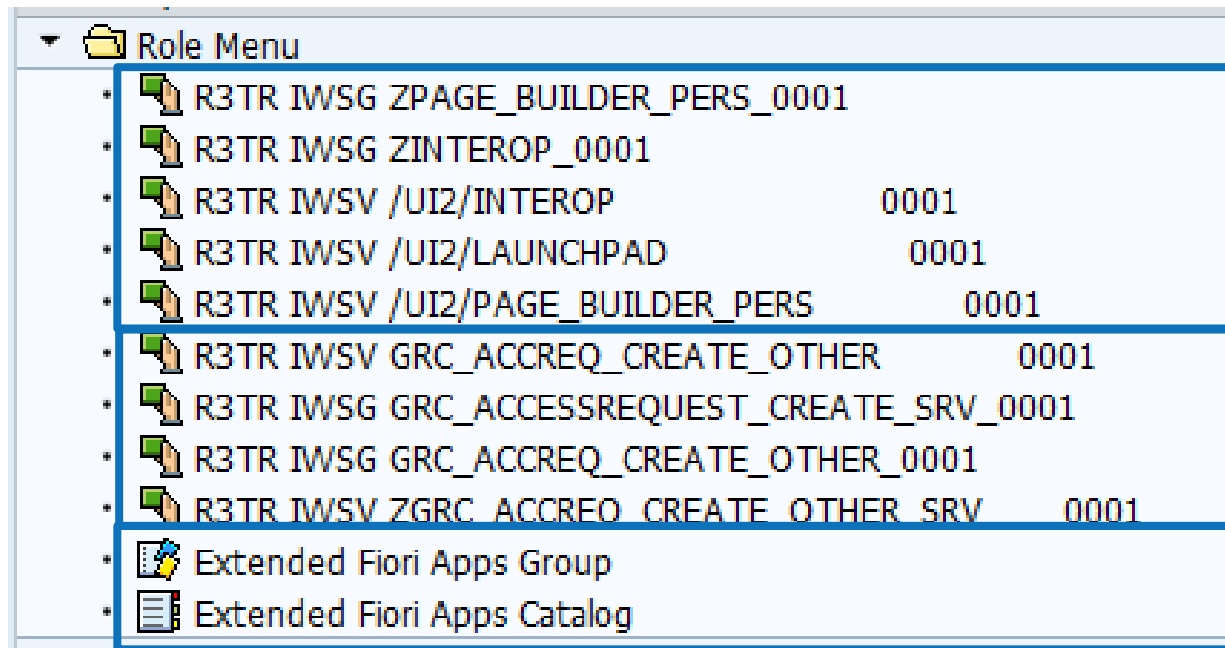 Role Menu
R3TR IWSG ZPAGE_BUILDER_PERS_0001
R3TR IWSG ZINTEROP_0001
R3TR IWSV /UI2/INTEROP 0001
R3TR IWSV /UI2/LAUNCHPAD 0001
R3TR IWSV /UI2/PAGE_BUILDER_PERS 0001
R3TR IWSV GRC_ACCREQ_CREATE_OTHER 0001
R3TR IWSG GRC_ACCESSREQUEST_CREATE_SRV_0001
R3TR IWSG GRC_ACCREQ_CREATE_OTHER_0001
R3TR IWSV ZGRC_ACCREQ_CREATE_OTHER_SRV 0001
Extended Fiori Apps Group
Extended Fiori Apps Catalog